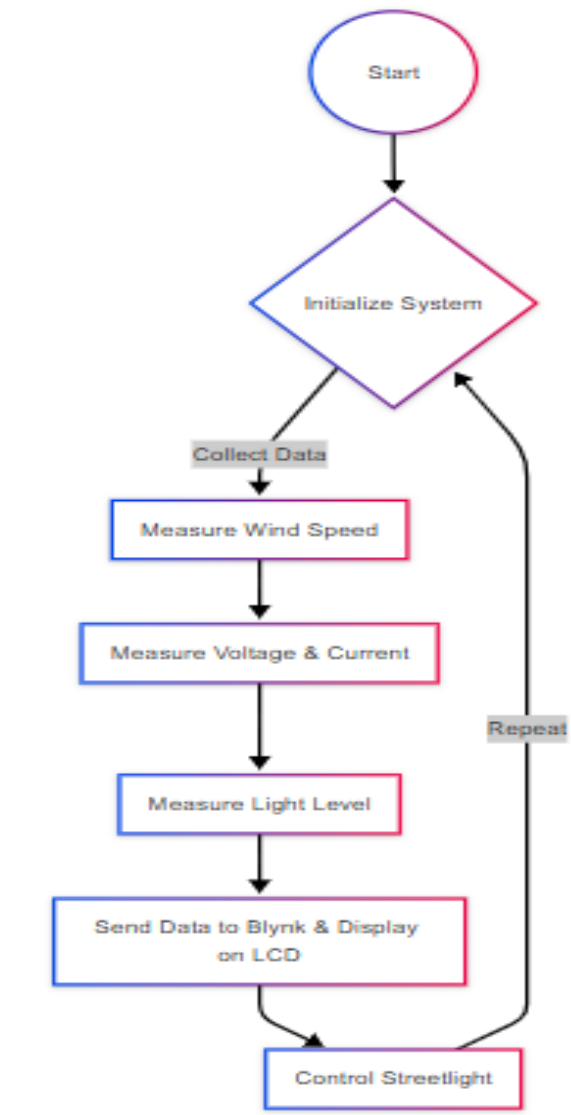 Start
Initialize System
Collect Data
Measure Wind Speed
Measure Voltage & Current
Repeat
Measure Light Level
Send Data to Blynk & Display
on LCD
Control Streetlight